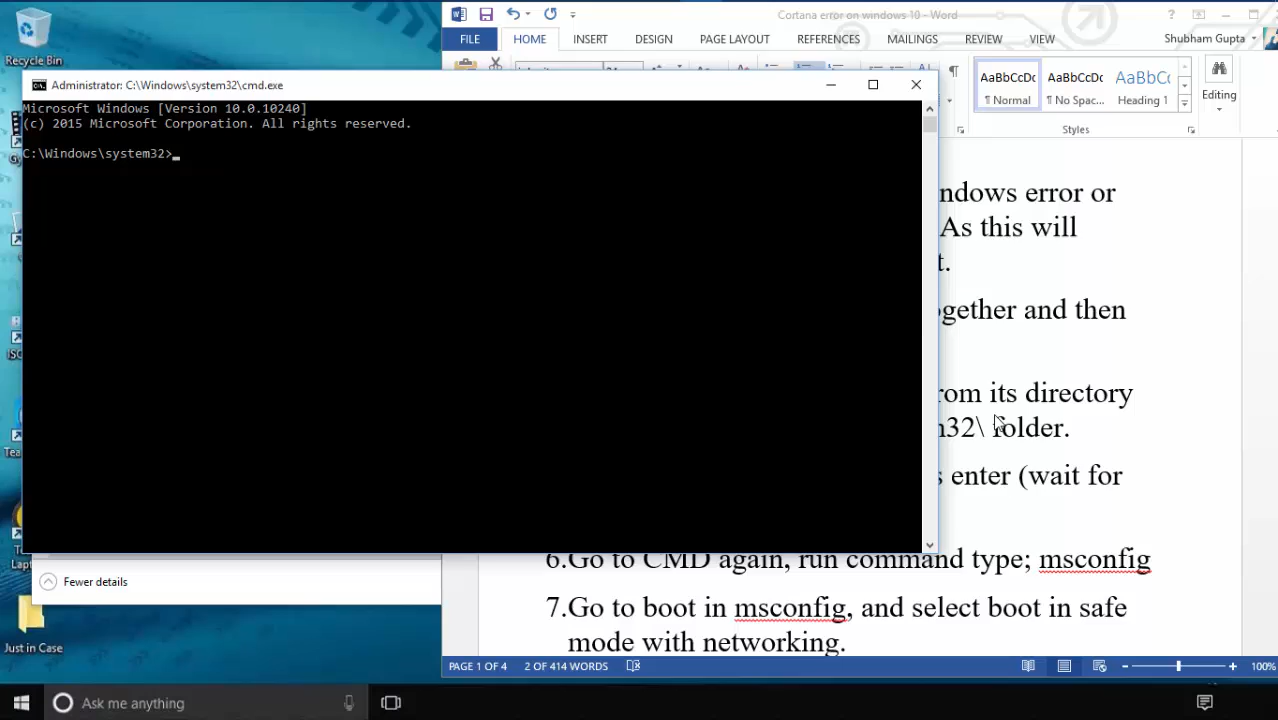 Recycle Bin
Cortana error on windows 10 - Word
FILE
HOME
INSERT
DESIGN
PAGE LAYOUT
REFERENCES
MAILINGS
REVIEW
VIEW
Shubham Gupta
AaBbCcDc
¶ Normal
AaBbCcDc
¶ No Spac...
AaBbCc
Heading 1
Styles
Editing
Administrator: C:\Windows\system32\cmd.exe
Microsoft Windows [Version 10.0.10240]
(c) 2015 Microsoft Corporation. All rights reserved.
C:\Windows\system32>
ndows error or
As this will
t.
ogether and then
rom its directory
32\ folder.
s enter (wait for
6.Go to CMD again, run command type; msconfig
7.Go to boot in msconfig, and select boot in safe
mode with networking.
Fewer details
Just in Case
PAGE 1 OF 4
2 OF 414 WORDS
100%
Ask me anything